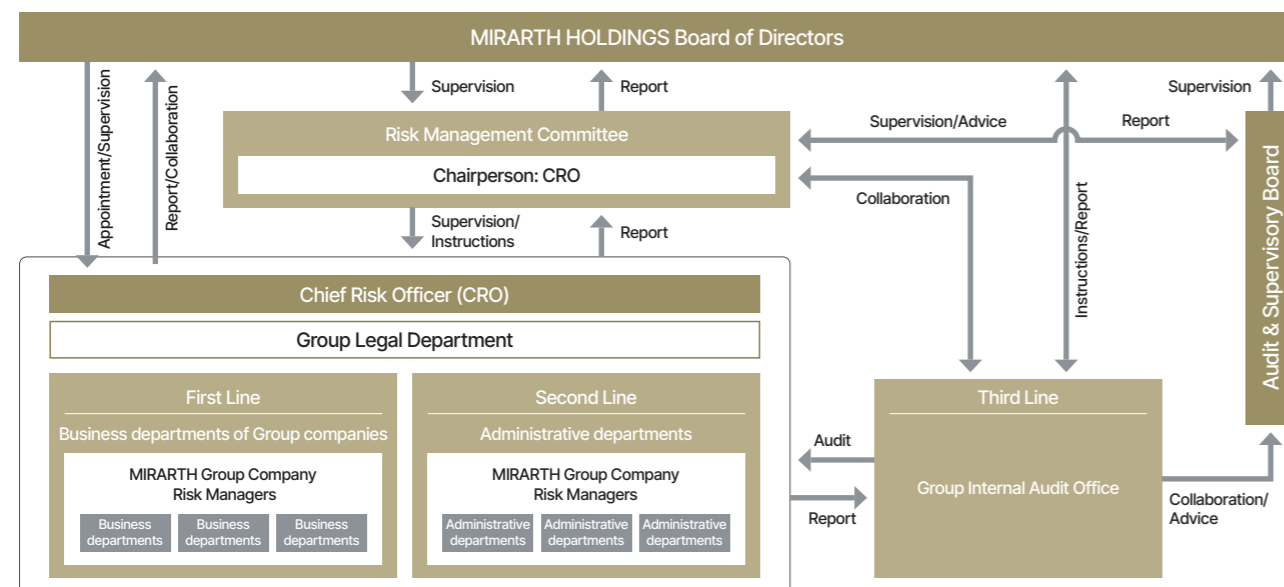 MIRARTH HOLDINGS Board of Directors
Appointment/Supervision
Report/Collaboration
Supervision
Report
Supervision
Risk Management Committee
Chairperson: CRO
Supervision/Advice
Report
Collaboration
Instructions/Report
Audit & Supervisory Board
Supervision/
Instructions
Report
Chief Risk Officer (CRO)
Group Legal Department
First Line
Business departments of Group companies
MIRARTH Group Company
Risk Managers
Business
departments
Business
departments
Business
departments
Second Line
Administrative departments
MIRARTH Group Company
Risk Managers
Administrative
departments
Administrative
departments
Administrative
departments
Audit
Report
Third Line
Group Internal Audit Office
Collaboration/
Advice